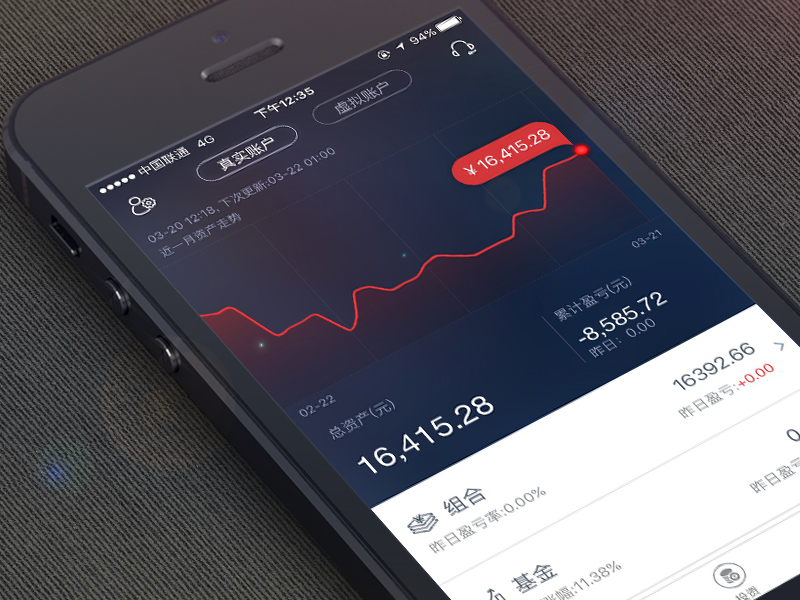 中国联通 4G 下午12:35 94%
真实账户 虚拟账户
03-20 12:18, 下次更新:03-22 01:00
近一月资产走势
¥16,415.28
02-22 03-21
总资产(元)
16,415.28
累计盈亏(元)
-8,585.72
昨日: 0.00
组合 16392.66
昨日盈亏率:0.00% 昨日盈亏:+0.00
基金
涨幅:11.38%
投资